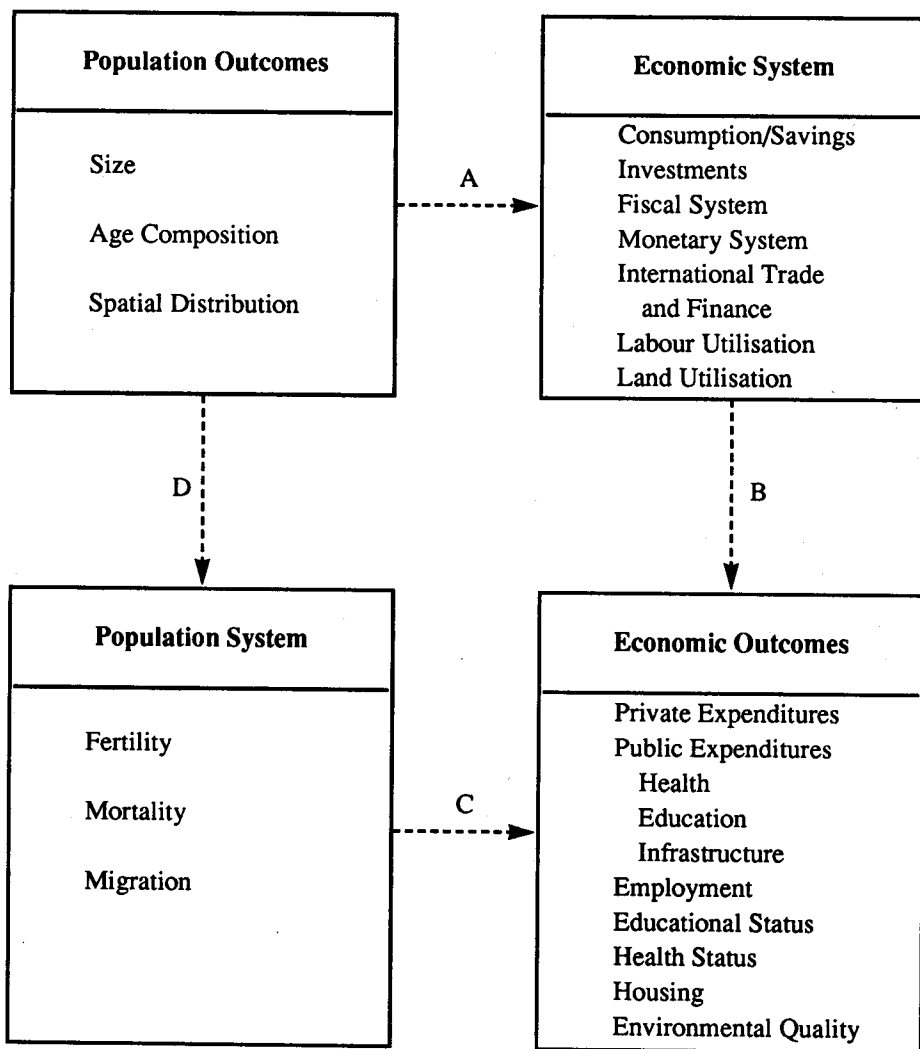 Population Outcomes
Size
Age Composition
Spatial Distribution
A
Economic System
Consumption/Savings
Investments
Fiscal System
Monetary System
International Trade
and Finance
Labour Utilisation
Land Utilisation
D
B
Population System
Fertility
Mortality
Migration
C
Economic Outcomes
Private Expenditures
Public Expenditures
Health
Education
Infrastructure
Employment
Educational Status
Health Status
Housing
Environmental Quality